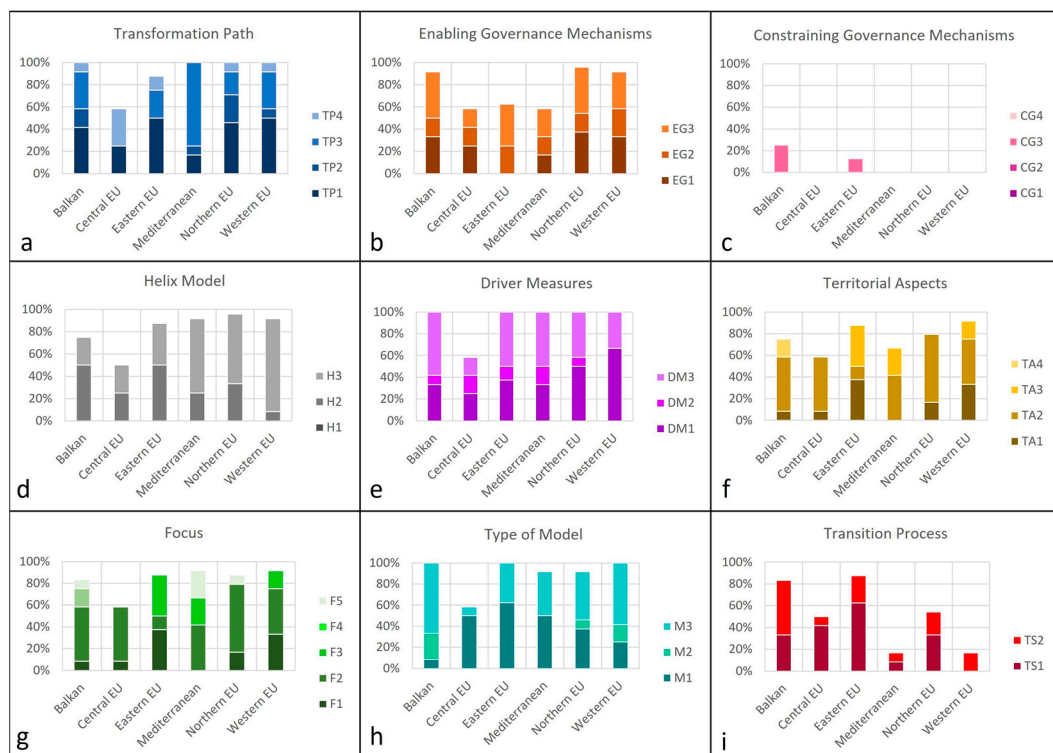 Transformation Path
100%
80%
60%
40%
20%
0%
TP4
TP3
TP2
TP1
Balkan
Central EU
Eastern EU
Mediterranean
Northern EU
Western EU
a
Enabling Governance Mechanisms
100%
80%
60%
40%
20%
0%
EG3
EG2
EG1
Balkan
Central EU
Eastern EU
Mediterranean
Northern EU
Western EU
b
Constraining Governance Mechanisms
100%
80%
60%
40%
20%
0%
CG4
CG3
CG2
CG1
Balkan
Central EU
Eastern EU
Mediterranean
Northern EU
Western EU
c
Helix Model
100%
80%
60%
40%
20%
0%
H3
H2
H1
Balkan
Central EU
Eastern EU
Mediterranean
Northern EU
Western EU
d
Driver Measures
100%
80%
60%
40%
20%
0%
DM3
DM2
DM1
Balkan
Central EU
Eastern EU
Mediterranean
Northern EU
Western EU
e
Territorial Aspects
100%
80%
60%
40%
20%
0%
TA4
TA3
TA2
TA1
Balkan
Central EU
Eastern EU
Mediterranean
Northern EU
Western EU
f
Focus
100%
80%
60%
40%
20%
0%
F5
F4
F3
F2
F1
Balkan
Central EU
Eastern EU
Mediterranean
Northern EU
Western EU
g
Type of Model
100%
80%
60%
40%
20%
0%
M3
M2
M1
Balkan
Central EU
Eastern EU
Mediterranean
Northern EU
Western EU
h
Transition Process
100%
80%
60%
40%
20%
0%
TS2
TS1
Balkan
Central EU
Eastern EU
Mediterranean
Northern EU
Western EU
i